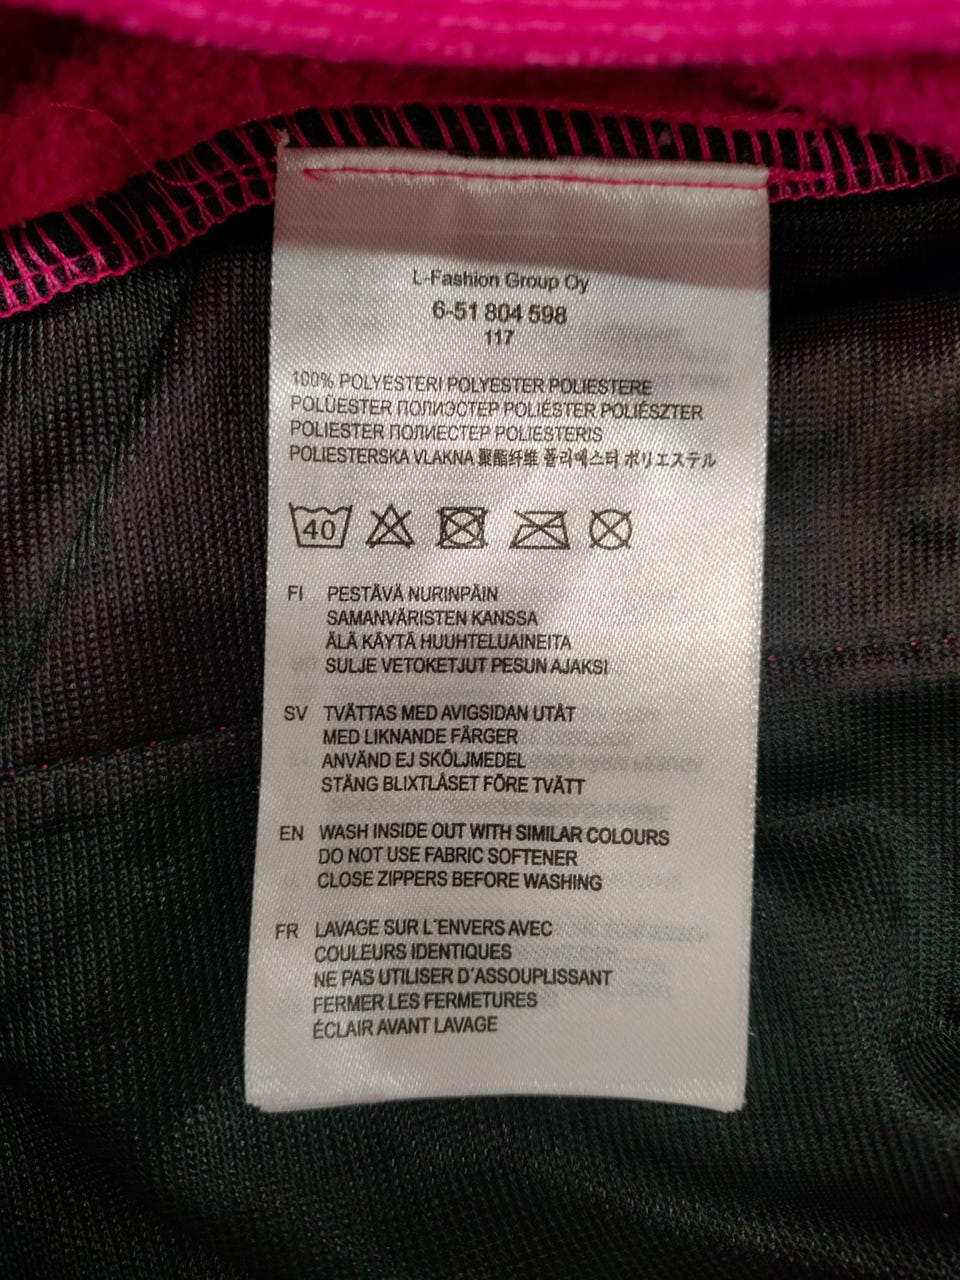 L-Fashion Group Oy
6-51 804 598
117
100% POLYESTERI POLYESTER POLIESTERE
POLÜESTER ПОЛИЭСТЕР POLIÉSTER POLIÉSZTER
POLIESTER ПОЛИЕСТЕР POLIESTERIS
POLIESTERSKA VLAKNA 聚酯纤维 폴리에스터 ポリエステル
40
FI PESTÄVÄ NURINPÄIN
SAMANVÄRISTEN KANSSA
ÄLÄ KÄYTÄ HUUHTELUAINEITA
SULJE VETOKETJUT PESUN AJAKSI
SV TVÄTTAS MED AVIGSIDAN UTÅT
MED LIKNANDE FÄRGER
ANVÄND EJ SKÖLJMEDEL
STÄNG BLIXTLÅSET FÖRE TVÄTT
EN WASH INSIDE OUT WITH SIMILAR COLOURS
DO NOT USE FABRIC SOFTENER
CLOSE ZIPPERS BEFORE WASHING
FR LAVAGE SUR L´ENVERS AVEC
COULEURS IDENTIQUES
NE PAS UTILISER D´ASSOUPLISSANT
FERMER LES FERMETURES
ÉCLAIR AVANT LAVAGE